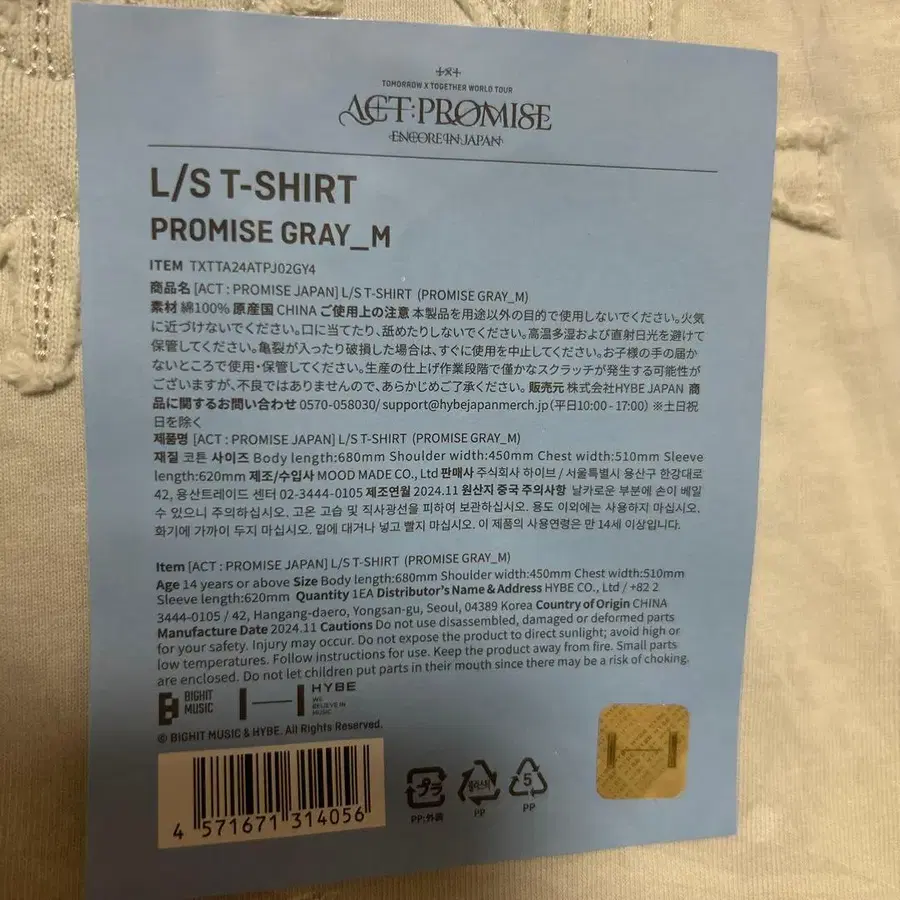 TOMORROW X TOGETHER WORLD TOUR
ACT:PROMISE
-ENCORE IN JAPAN-
L/S T-SHIRT
PROMISE GRAY_M
ITEM TXTTA24ATPJ02GY4
商品名 [ACT : PROMISE JAPAN] L/S T-SHIRT (PROMISE GRAY_M)
素材 綿100% 原産国 CHINA ご使用上の注意 本製品を用途以外の目的で使用しないでください。火気
に近づけないでください。口に当てたり、舐めたりしないでください。高温多湿および直射日光を避けて
保管してください。亀裂が入ったり破損した場合は、すぐに使用を中止してください。お子様の手の届か
ないところで使用・保管してください。生産の仕上げ作業段階で僅かなスクラッチが発生する可能性が
ございますが、不良ではありませんので、あらかじめご了承ください。販売元 株式会社HYBE JAPAN 商
品に関するお問い合わせ 0570-058030/ support@hybejapanmerch.jp(平日10:00 - 17:00) ※土日祝
日を除く
제품명 [ACT : PROMISE JAPAN] L/S T-SHIRT (PROMISE GRAY_M)
재질 코튼 사이즈 Body length:680mm Shoulder width:450mm Chest width:510mm Sleeve
length:620mm 제조/수입사 MOOD MADE CO., Ltd 판매사 주식회사 하이브 / 서울특별시 용산구 한강대로
42, 용산트레이드 센터 02-3444-0105 제조연월 2024.11 원산지 중국 주의사항 날카로운 부분에 손이 베일
수 있으니 주의하십시오. 고온 고습 및 직사광선을 피하여 보관하십시오. 용도 이외에는 사용하지 마십시오.
화기에 가까이 두지 마십시오. 입에 대거나 넣고 빨지 마십시오. 이 제품의 사용연령은 만 14세 이상입니다.
Item [ACT : PROMISE JAPAN] L/S T-SHIRT (PROMISE GRAY_M)
Age 14 years or above Size Body length:680mm Shoulder width:450mm Chest width:510mm
Sleeve length:620mm Quantity 1EA Distributor's Name & Address HYBE CO., Ltd / +82 2
3444-0105 / 42, Hangang-daero, Yongsan-gu, Seoul, 04389 Korea Country of Origin CHINA
Manufacture Date 2024.11 Cautions Do not use disassembled, damaged or deformed parts
for your safety. Injury may occur. Do not expose the product to direct sunlight; avoid high or
low temperatures. Follow instructions for use. Keep the product away from fire. Small parts
are enclosed. Do not let children put parts in their mouth since there may be a risk of choking.
BIGHIT MUSIC HYBE WE BELIEVE IN MUSIC
© BIGHIT MUSIC & HYBE. All Rights Reserved.
4 571671 314056
プラ 플라스틱 5
PP:外装 PP PP